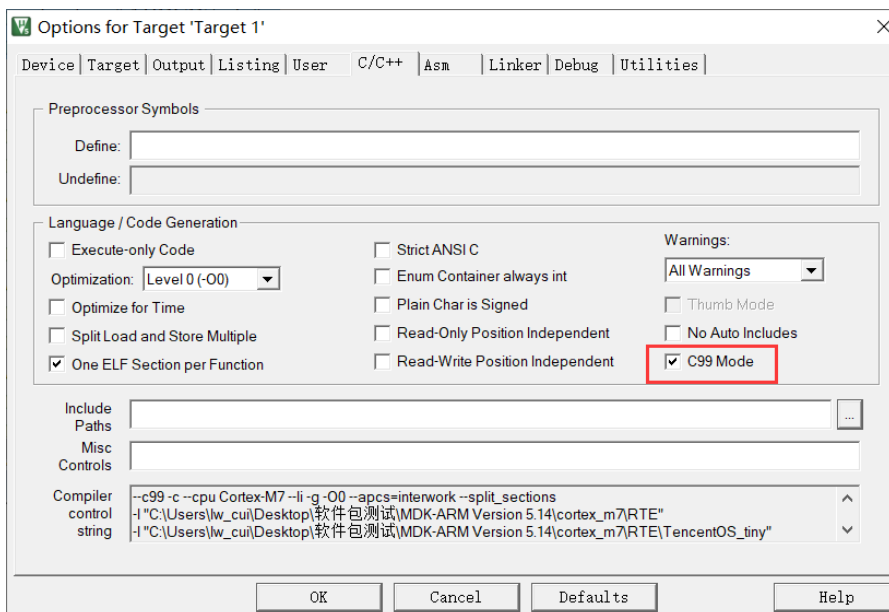 Options for Target 'Target 1'
Device Target Output Listing User C/C++ Asm Linker Debug Utilities
Preprocessor Symbols
Define:
Undefine:
Language / Code Generation
Execute-only Code
Optimization: Level 0 (-O0)
Optimize for Time
Split Load and Store Multiple
One ELF Section per Function
Strict ANSI C
Enum Container always int
Plain Char is Signed
Read-Only Position Independent
Read-Write Position Independent
Warnings:
All Warnings
Thumb Mode
No Auto Includes
C99 Mode
Include
Paths
...
Misc
Controls
Compiler
control
string
--c99 -c --cpu Cortex-M7 --li -g -O0 --apcs=interwork --split_sections
-I "C:\Users\lw_cui\Desktop\软件包测试\MDK-ARM Version 5.14\cortex_m7\RTE"
-I "C:\Users\lw_cui\Desktop\软件包测试\MDK-ARM Version 5.14\cortex_m7\RTE\TencentOS_tiny"
OK Cancel Defaults Help